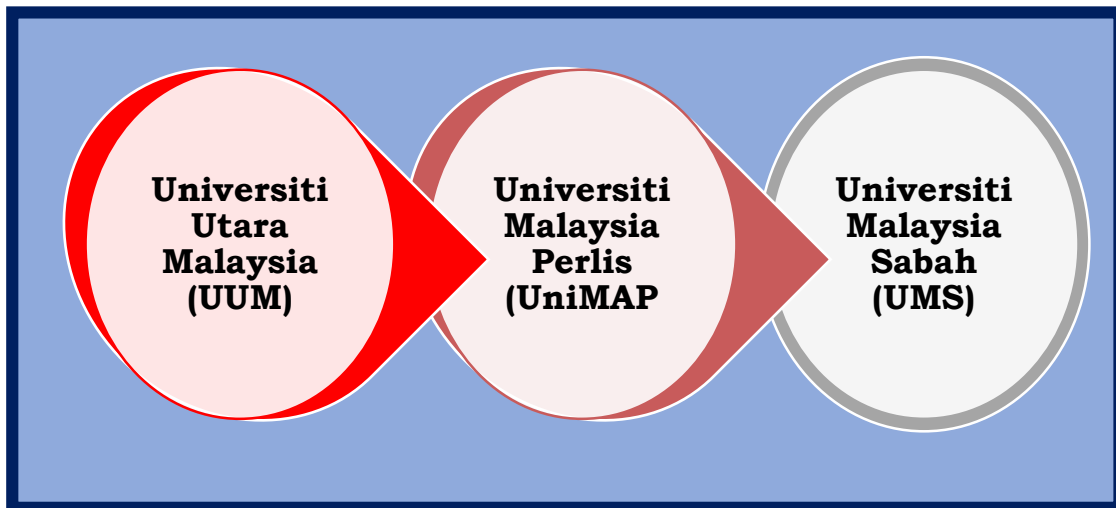 Universiti
Utara
Malaysia
(UUM)
Universiti
Malaysia
Perlis
(UniMAP
Universiti
Malaysia
Sabah
(UMS)